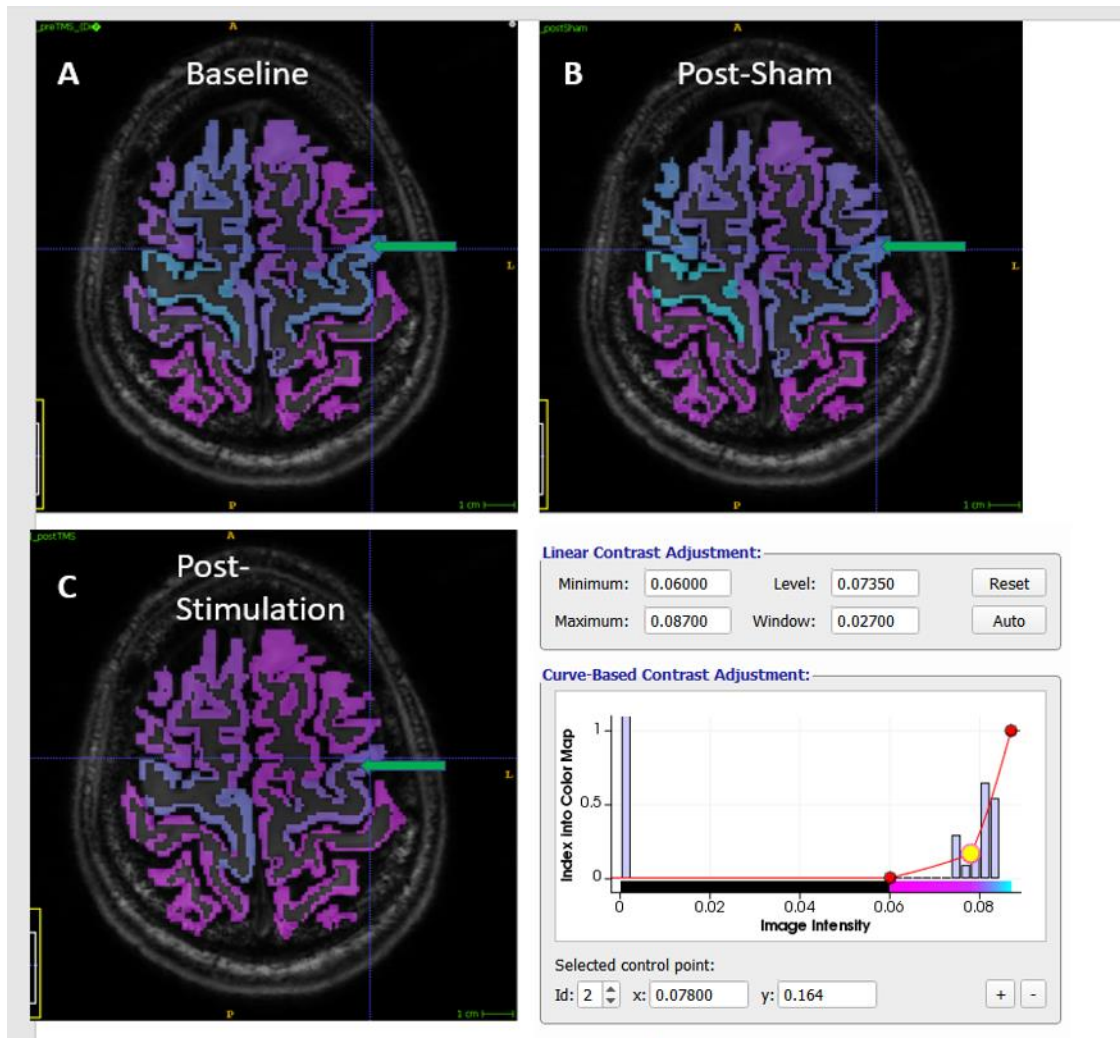 _preTMS_(D
A
A Baseline
1 cm
P
_postSham
A
B Post-Sham
L
1 cm
P
_postTMS
A
C Post-
Stimulation
L
1 cm
P
Linear Contrast Adjustment:
Minimum: 0.06000 Level: 0.07350 Reset
Maximum: 0.08700 Window: 0.02700 Auto
Curve-Based Contrast Adjustment:
Index into Color Map
1
0.5
0
0 0.02 0.04 0.06 0.08
Image Intensity
Selected control point:
Id: 2 x: 0.07800 y: 0.164 + -